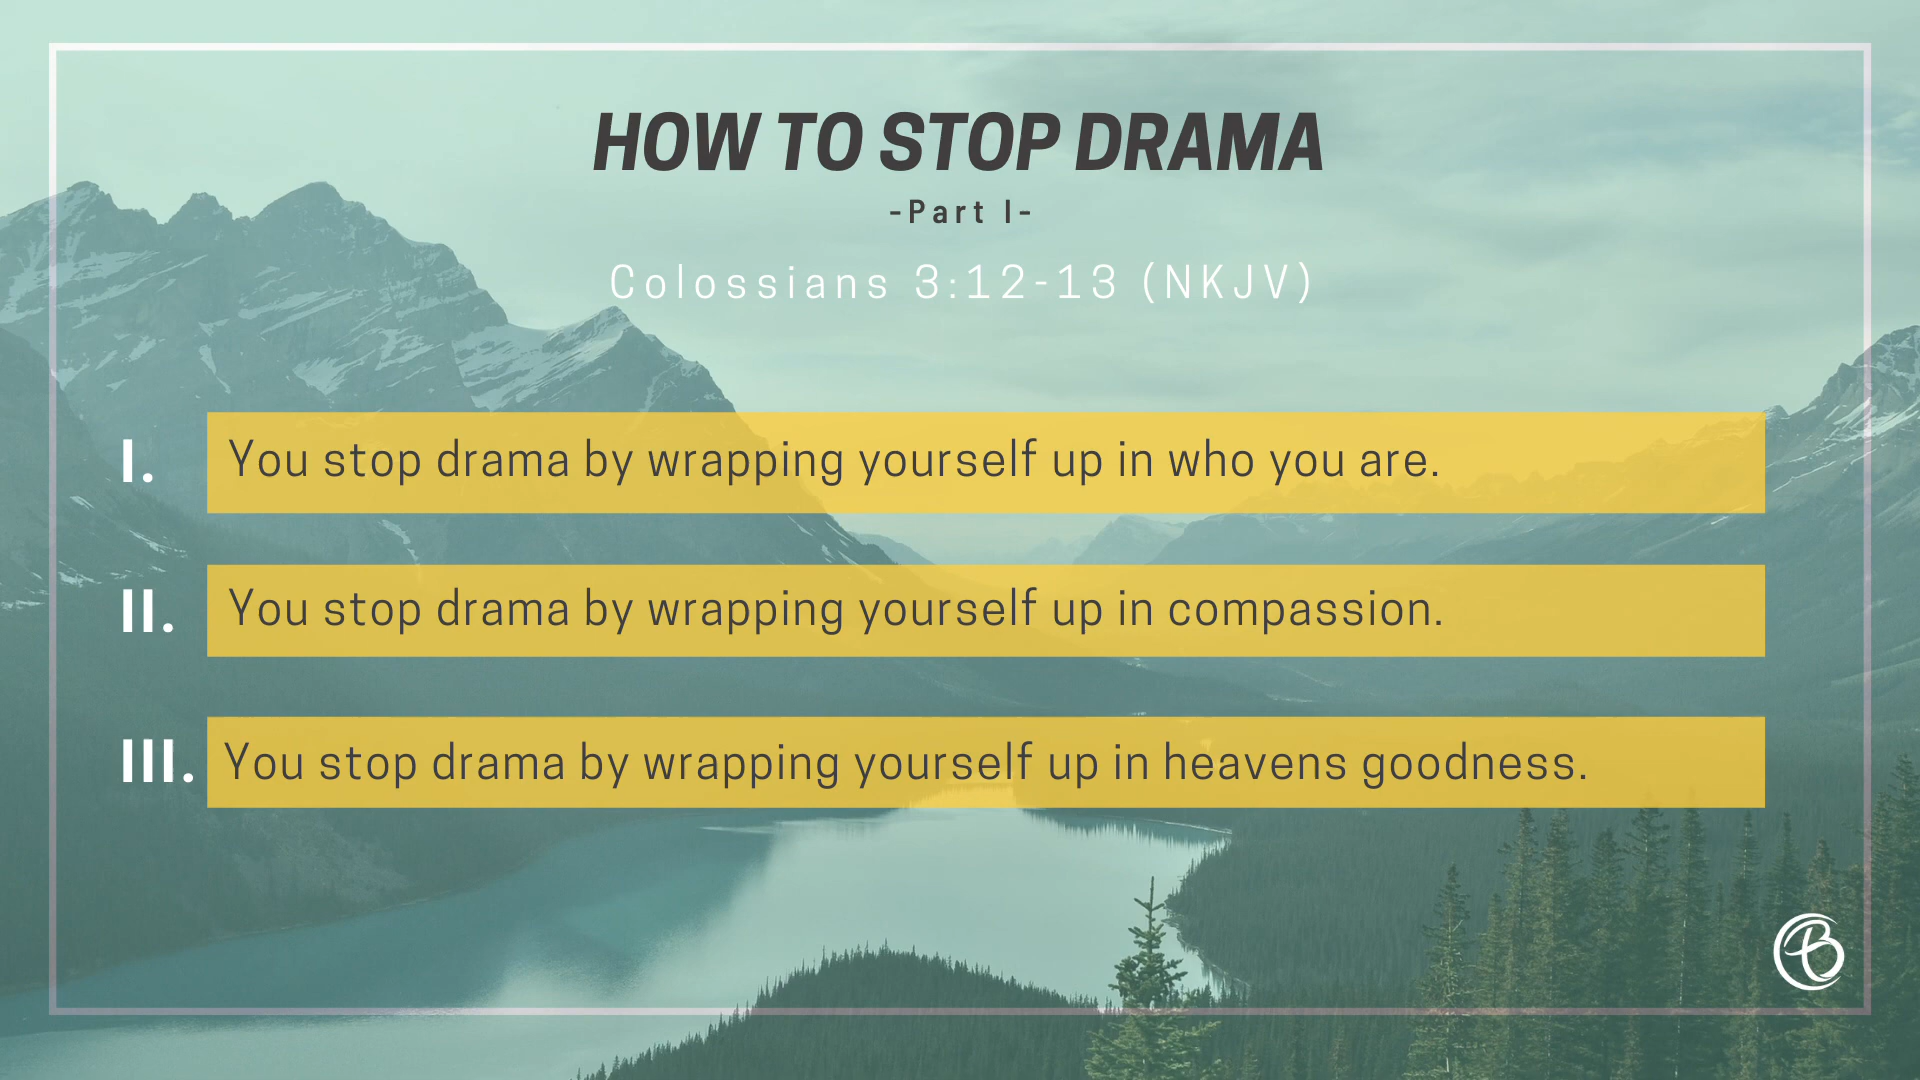 HOW TO STOP DRAMA
-Part I-
Colossians 3:12-13 (NKJV)
I. You stop drama by wrapping yourself up in who you are.
II. You stop drama by wrapping yourself up in compassion.
III. You stop drama by wrapping yourself up in heavens goodness.
B